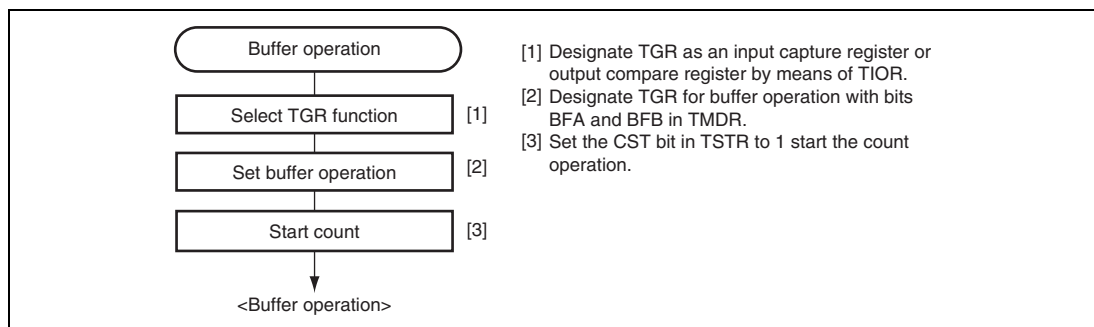 Buffer operation
Select TGR function
[1]
Set buffer operation
[2]
Start count
[3]
<Buffer operation>
[1] Designate TGR as an input capture register or
output compare register by means of TIOR.
[2] Designate TGR for buffer operation with bits
BFA and BFB in TMDR.
[3] Set the CST bit in TSTR to 1 start the count
operation.